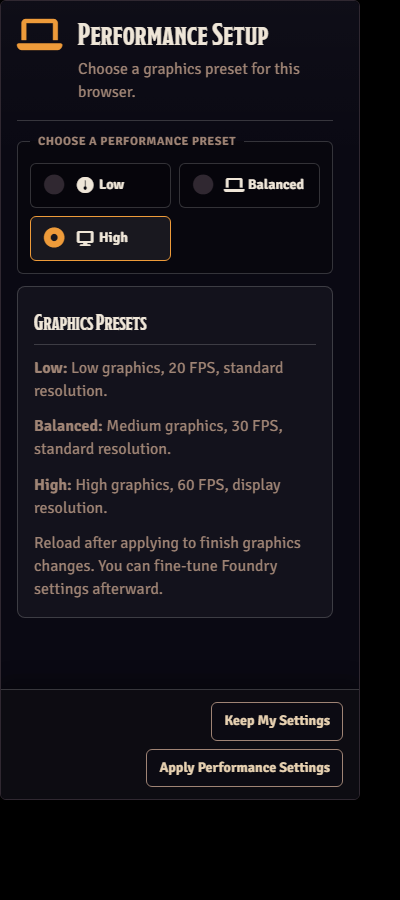 Performance Setup
Choose a graphics preset for this
browser.
CHOOSE A PERFORMANCE PRESET
Low
Balanced
High
Graphics Presets
Low: Low graphics, 20 FPS, standard
resolution.
Balanced: Medium graphics, 30 FPS,
standard resolution.
High: High graphics, 60 FPS, display
resolution.
Reload after applying to finish graphics
changes. You can fine-tune Foundry
settings afterward.
Keep My Settings
Apply Performance Settings